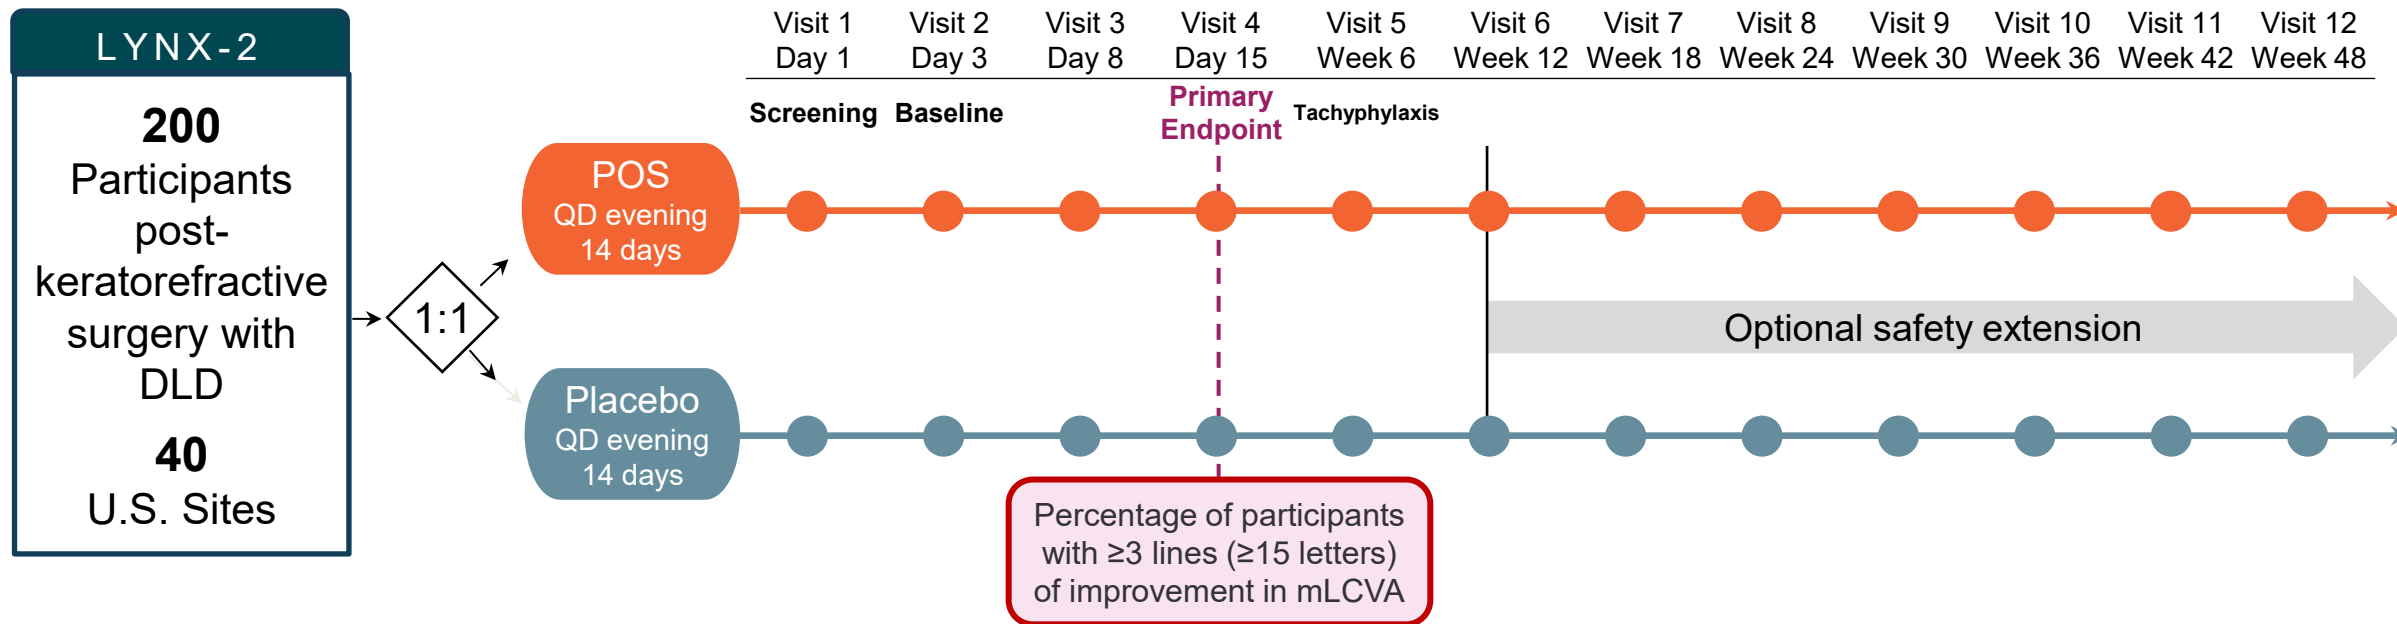 LYNX-2
200
Participants
post-
keratorefractive
surgery with
DLD
40
U.S. Sites
1:1
Visit 1 Visit 2 Visit 3 Visit 4 Visit 5 Visit 6 Visit 7 Visit 8 Visit 9 Visit 10 Visit 11 Visit 12
Day 1 Day 3 Day 8 Day 15 Week 6 Week 12 Week 18 Week 24 Week 30 Week 36 Week 42 Week 48
Screening Baseline
Primary
Endpoint
Tachyphylaxis
POS
QD evening
14 days
Optional safety extension
Placebo
QD evening
14 days
Percentage of participants
with ≥3 lines (≥15 letters)
of improvement in mLCVA